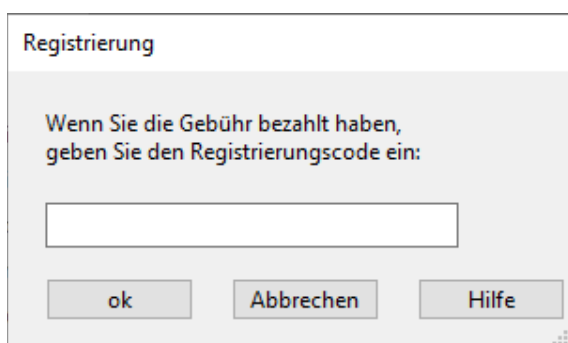 Registrierung
Wenn Sie die Gebühr bezahlt haben,
geben Sie den Registrierungscode ein:
ok Abbrechen Hilfe